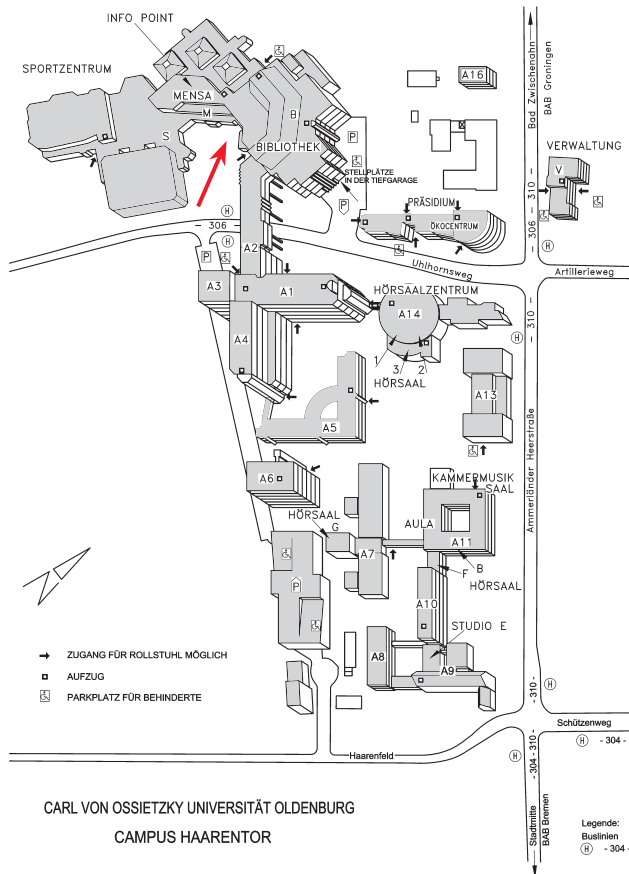 INFO POINT
SPORTZENTRUM
MENSA
M
S
B
BIBLIOTHEK
P
STELLPLÄTZE
IN DER TIEFGARAGE
P
A16
Bad Zwischenahn
BAB Groningen
VERWALTUNG
V
- 306 - 310 -
H
PRÄSIDIUM
ÖKOCENTRUM
H
- 306 -
H
A2
P
Uhlhornsweg
Artillerieweg
A3
A1
HÖRSAALZENTRUM
A14
- 310 -
H
A4
1
3
2
HÖRSAAL
A5
A13
Ammerländer Heerstraße
A6
KAMMERMUSIK
SAAL
HÖRSAAL
G
AULA
A7
A11
B
F
HÖRSAAL
P
A10
STUDIO E
A8
A9
ZUGANG FÜR ROLLSTUHL MÖGLICH
AUFZUG
PARKPLATZ FÜR BEHINDERTE
- 310 -
H
Schützenweg
H - 304 -
Haarenfeld
H
- 304 - 310 -
Stadtmitte
BAB Bremen
CARL VON OSSIETZKY UNIVERSITÄT OLDENBURG
CAMPUS HAARENTOR
Legende:
Buslinien
H - 304 -